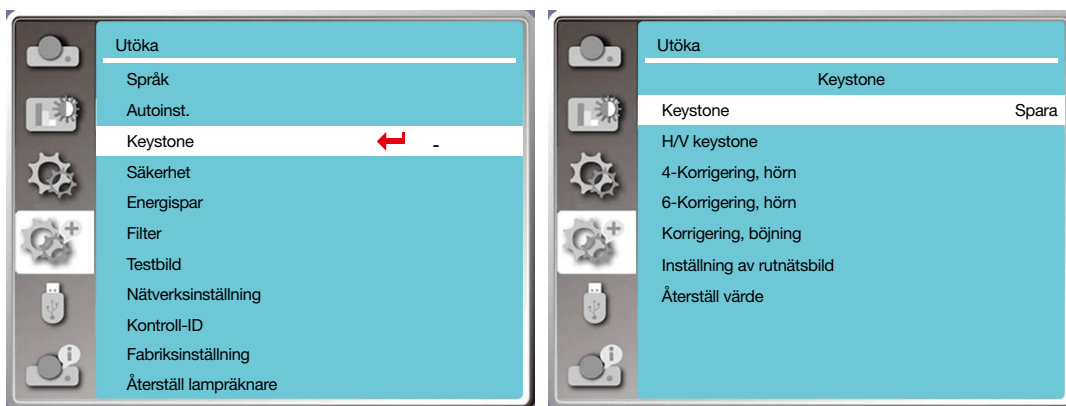 Utöka
Språk
Autoinst.
Keystone -
Säkerhet
Energispar
Filter
Testbild
Nätverksinställning
Kontroll-ID
Fabriksinställning
Återställ lampräknare
Utöka
Keystone
Keystone Spara
H/V keystone
4-Korrigering, hörn
6-Korrigering, hörn
Korrigering, böjning
Inställning av rutnätsbild
Återställ värde